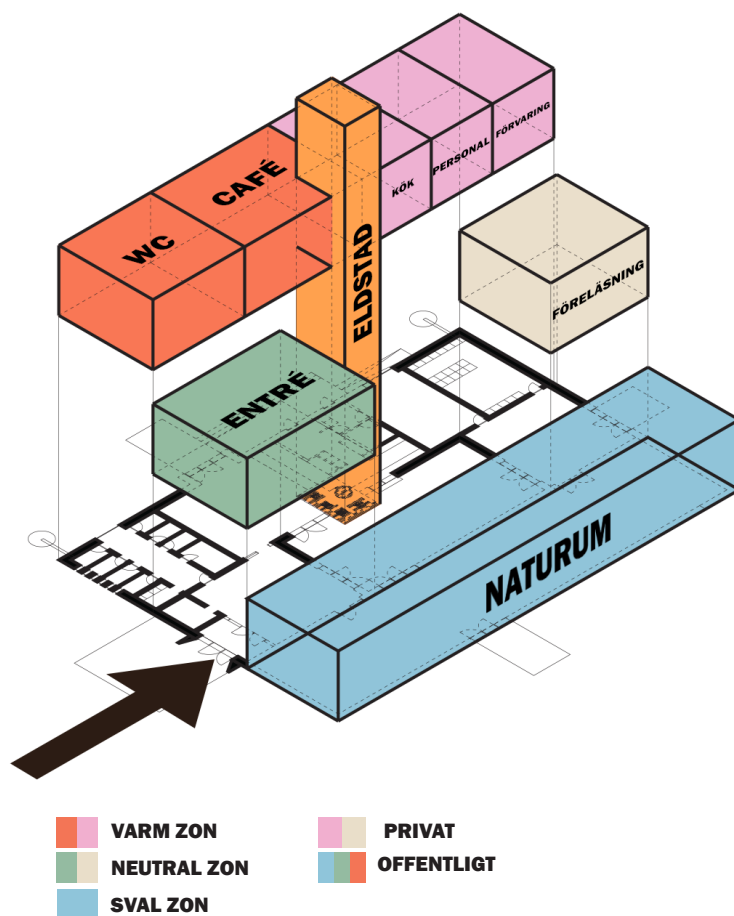 FÖRVARING
PERSONAL
KÖK
CAFÉ
WC
ELDSTAD
FÖRELÄSNING
ENTRÉ
NATURUM
VARM ZON
PRIVAT
NEUTRAL ZON
OFFENTLIGT
SVAL ZON